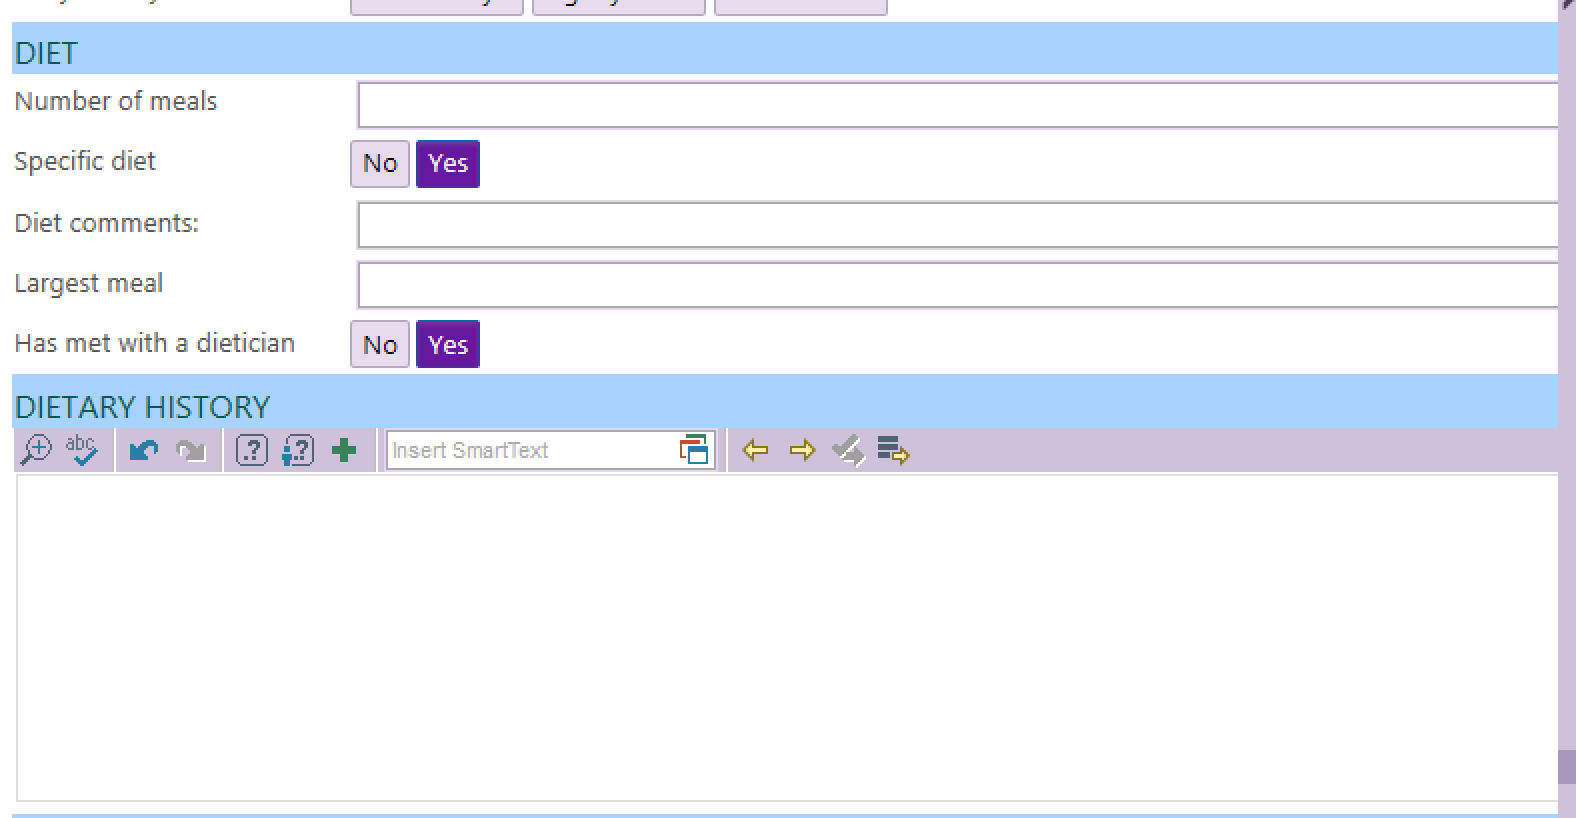 DIET
Number of meals
Specific diet No Yes
Diet comments:
Largest meal
Has met with a dietician No Yes
DIETARY HISTORY
abc Insert SmartText